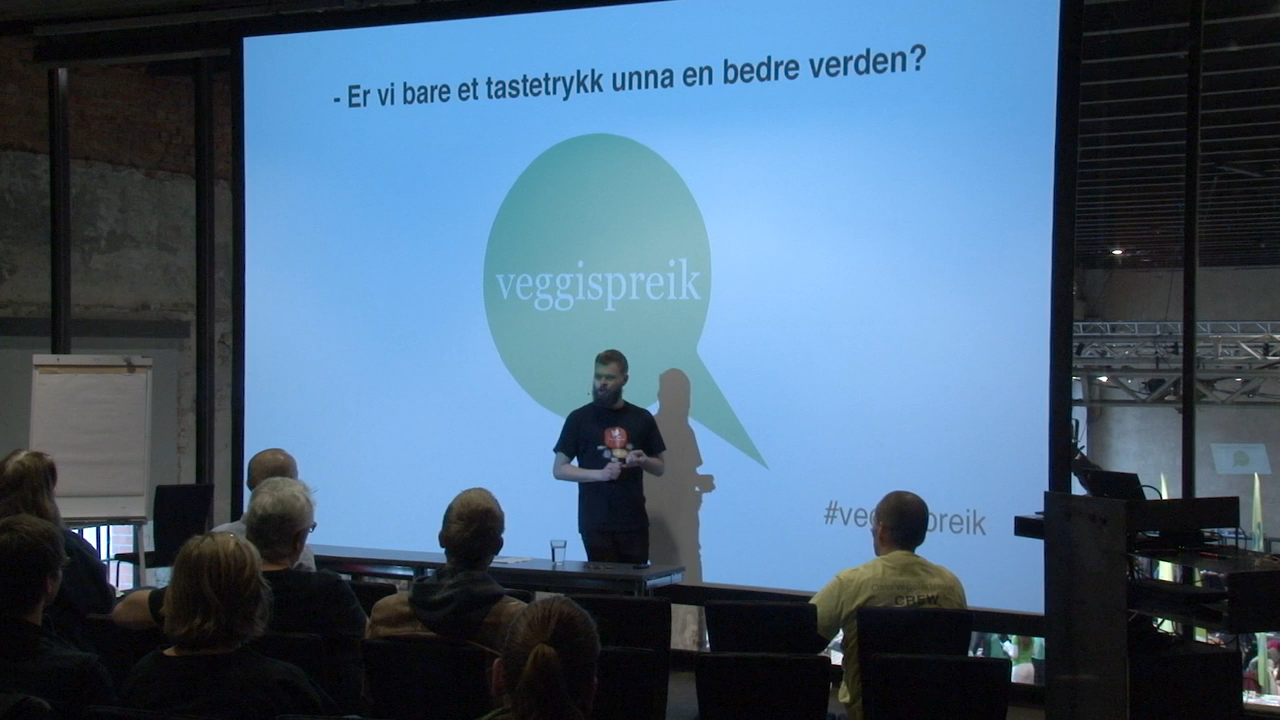 - Er vi bare et tastetrykk unna en bedre verden?
veggispreik
CREW